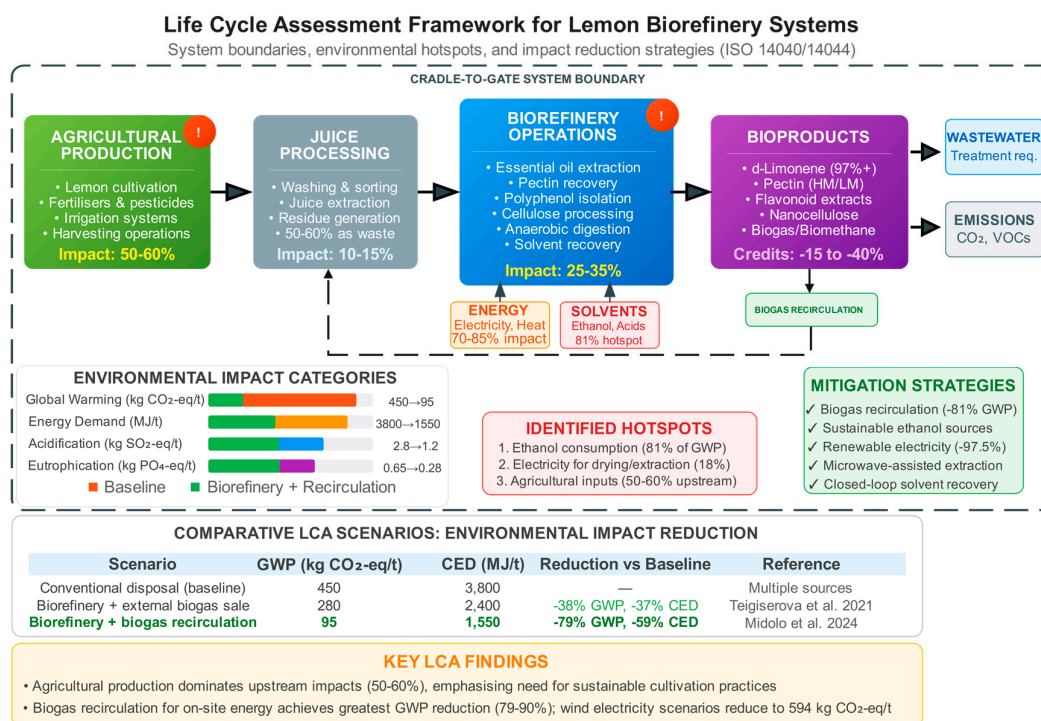 Life Cycle Assessment Framework for Lemon Biorefinery Systems
System boundaries, environmental hotspots, and impact reduction strategies (ISO 14040/14044)
CRADLE-TO-GATE SYSTEM BOUNDARY
!
AGRICULTURAL
PRODUCTION
• Lemon cultivation
• Fertilisers & pesticides
• Irrigation systems
• Harvesting operations
Impact: 50-60%
JUICE
PROCESSING
• Washing & sorting
• Juice extraction
• Residue generation
• 50-60% as waste
Impact: 10-15%
!
BIOREFINERY
OPERATIONS
• Essential oil extraction
• Pectin recovery
• Polyphenol isolation
• Cellulose processing
• Anaerobic digestion
• Solvent recovery
Impact: 25-35%
BIOPRODUCTS
• d-Limonene (97%+)
• Pectin (HM/LM)
• Flavonoid extracts
• Nanocellulose
• Biogas/Biomethane
Credits: -15 to -40%
WASTEWATER
Treatment req.
EMISSIONS
CO₂, VOCs
ENERGY
Electricity, Heat
70-85% impact
SOLVENTS
Ethanol, Acids
81% hotspot
BIOGAS RECIRCULATION
ENVIRONMENTAL IMPACT CATEGORIES
Global Warming (kg CO₂-eq/t) 450→95
Energy Demand (MJ/t) 3800→1550
Acidification (kg SO₂-eq/t) 2.8→1.2
Eutrophication (kg PO₄-eq/t) 0.65→0.28
Baseline Biorefinery + Recirculation
IDENTIFIED HOTSPOTS
1. Ethanol consumption (81% of GWP)
2. Electricity for drying/extraction (18%)
3. Agricultural inputs (50-60% upstream)
MITIGATION STRATEGIES
✓ Biogas recirculation (-81% GWP)
✓ Sustainable ethanol sources
✓ Renewable electricity (-97.5%)
✓ Microwave-assisted extraction
✓ Closed-loop solvent recovery
COMPARATIVE LCA SCENARIOS: ENVIRONMENTAL IMPACT REDUCTION
Scenario GWP (kg CO₂-eq/t) CED (MJ/t) Reduction vs Baseline Reference
Conventional disposal (baseline) 450 3,800 — Multiple sources
Biorefinery + external biogas sale 280 2,400 -38% GWP, -37% CED Teigiserova et al. 2021
Biorefinery + biogas recirculation 95 1,550 -79% GWP, -59% CED Midolo et al. 2024
KEY LCA FINDINGS
• Agricultural production dominates upstream impacts (50-60%), emphasising need for sustainable cultivation practices
• Biogas recirculation for on-site energy achieves greatest GWP reduction (79-90%); wind electricity scenarios reduce to 594 kg CO₂-eq/t